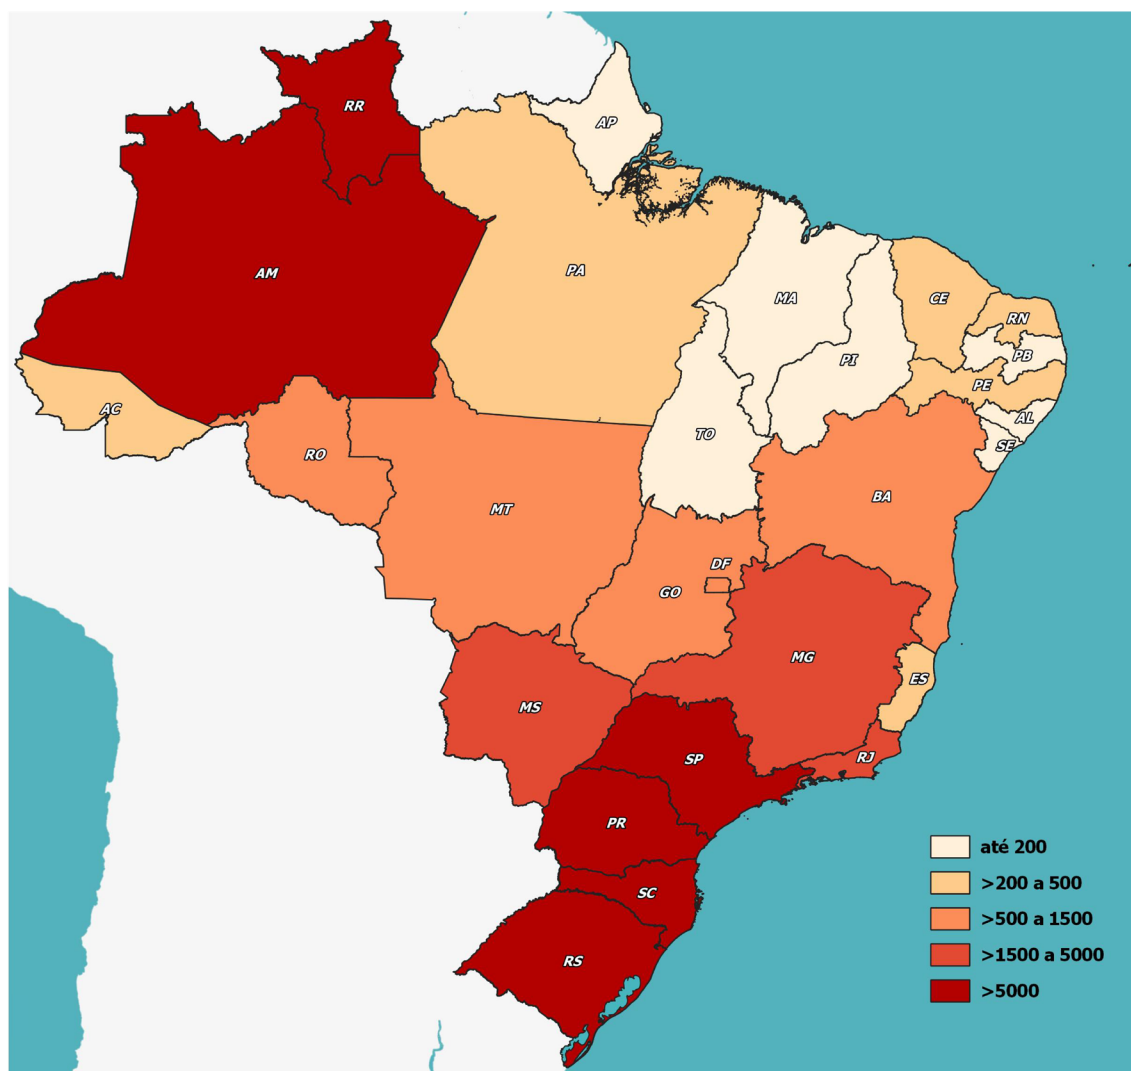 RR
AP
AM
PA
MA
CE
RN
PB
PI
PE
AC
AL
TO
SE
RO
BA
MT
DF
GO
MG
ES
MS
RJ
SP
PR
SC
RS
até 200
>200 a 500
>500 a 1500
>1500 a 5000
>5000